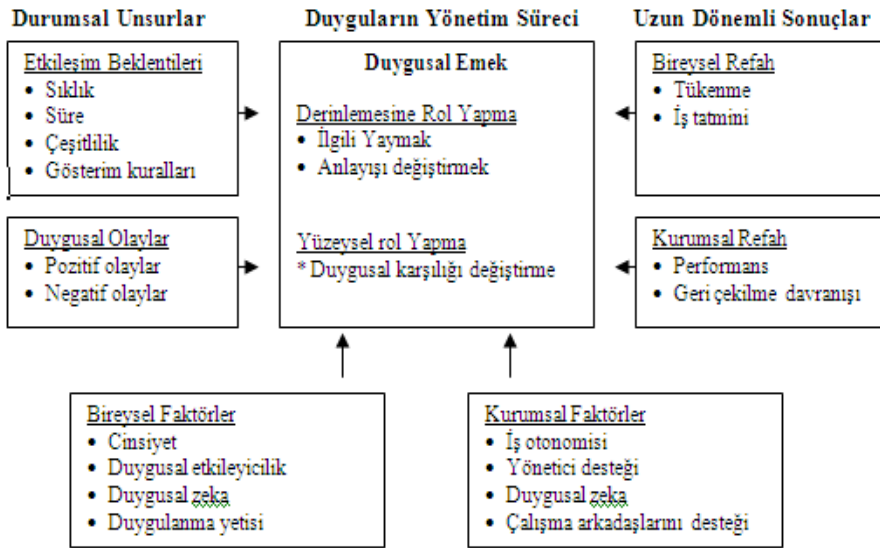 Durumsal Unsurlar
Duyguların Yönetim Süreci
Uzun Dönemli Sonuçlar
Etkileşim Beklentileri
• Sıklık
• Süre
• Çeşitlilik
• Gösterim kuralları
Duygusal Olaylar
• Pozitif olaylar
• Negatif olaylar
Duygusal Emek
Derinlemesine Rol Yapma
• İlgili Yaymak
• Anlayışı değiştirmek
Yüzeysel rol Yapma
* Duygusal karşılığı değiştirme
Bireysel Refah
• Tükenme
• İş tatmini
Kurumsal Refah
• Performans
• Geri çekilme davranışı
Bireysel Faktörler
• Cinsiyet
• Duygusal etkileyicilik
• Duygusal zeka
• Duygulanma yetisi
Kurumsal Faktörler
• İş otonomisi
• Yönetici desteği
• Duygusal zeka
• Çalışma arkadaşlarını desteği